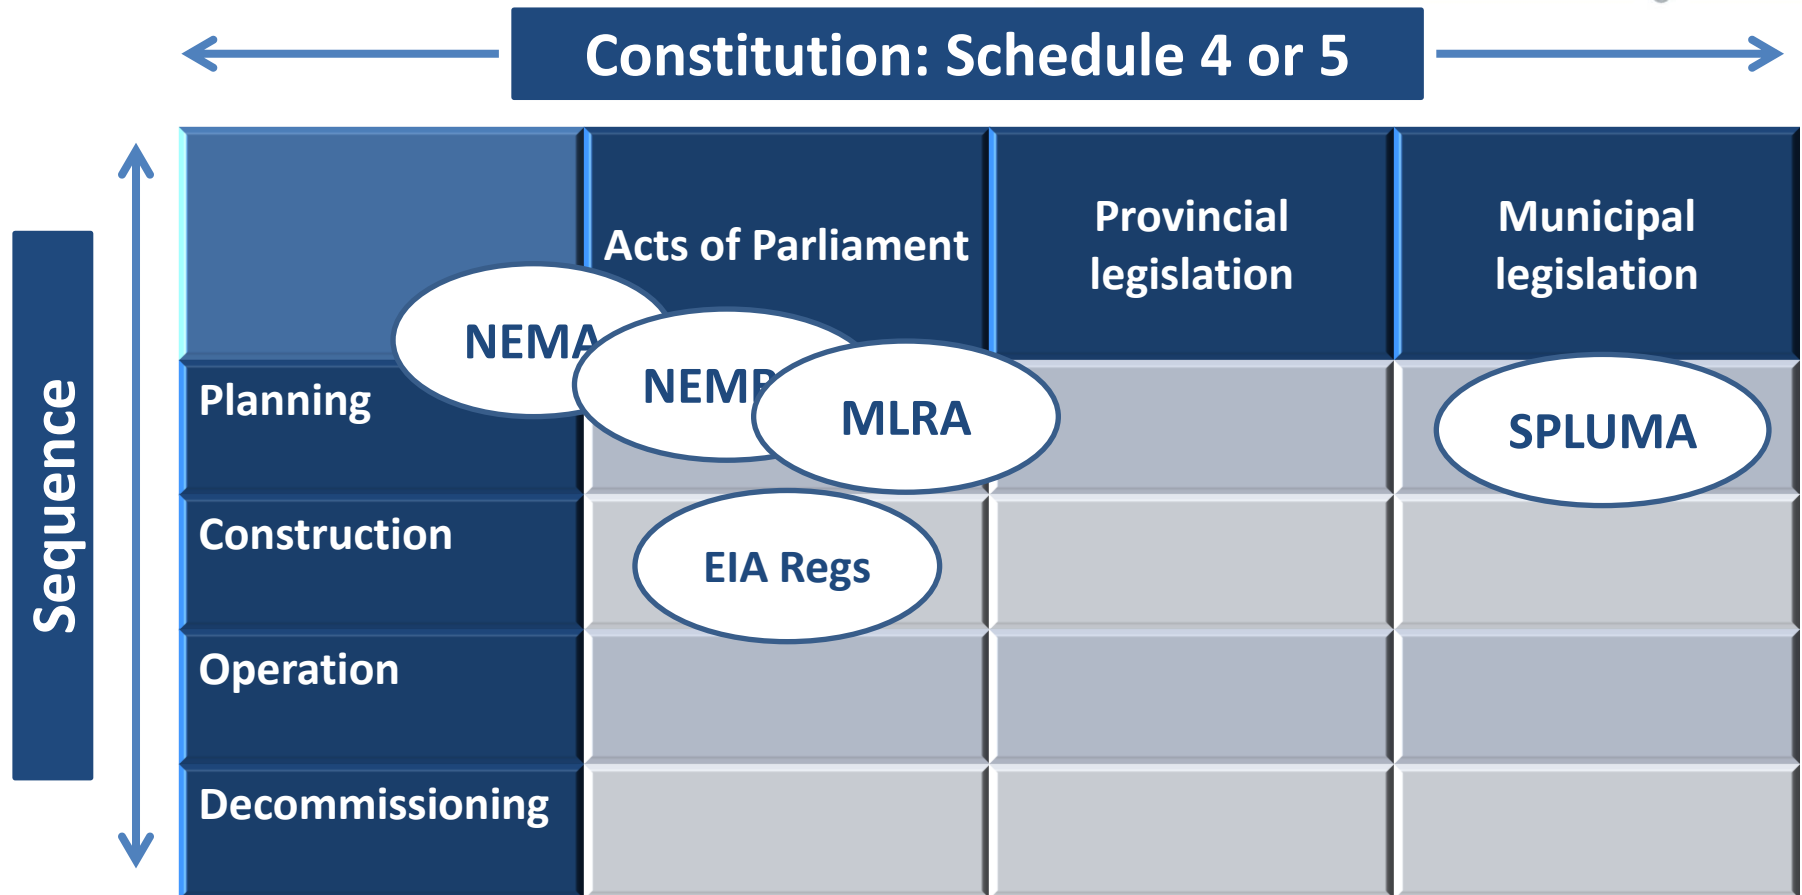 Constitution: Schedule 4 or 5
Sequence
Acts of Parliament
Provincial
legislation
Municipal
legislation
NEMA
MLRA
SPLUMA
Planning
EIA Regs
Construction
Operation
Decommissioning